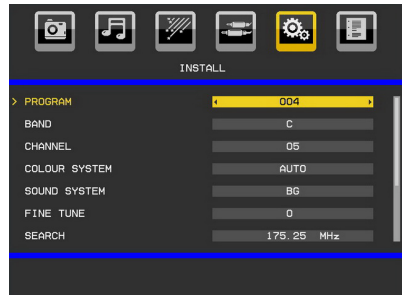 INSTALL
> PROGRAM 004
BAND C
CHANNEL 05
COLOUR SYSTEM AUTO
SOUND SYSTEM BG
FINE TUNE 0
SEARCH 175.25 MHz